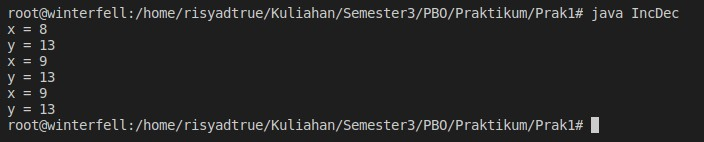 root@winterfell:/home/risyadtrue/Kuliahan/Semester3/PBO/Praktikum/Prak1# java IncDec
x = 8
y = 13
x = 9
y = 13
x = 9
y = 13
root@winterfell:/home/risyadtrue/Kuliahan/Semester3/PBO/Praktikum/Prak1#